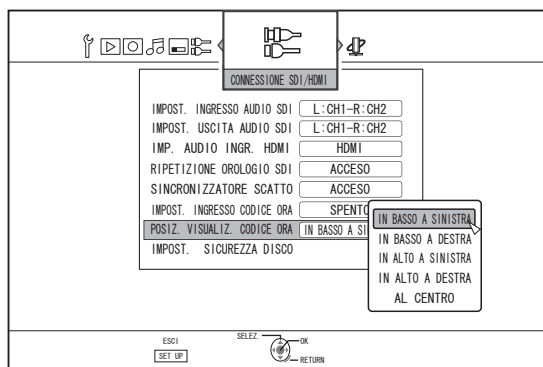 CONNESSIONE SDI/HDMI
IMPOST. INGRESSO AUDIO SDI L:CH1-R:CH2
IMPOST. USCITA AUDIO SDI L:CH1-R:CH2
IMP. AUDIO INGR. HDMI HDMI
RIPETIZIONE OROLOGIO SDI ACCESO
SINCRONIZZATORE SCATTO ACCESO
IMPOST. INGRESSO CODICE ORA SPENTO
POSIZ. VISUALIZ. CODICE ORA IN BASSO A SI
IMPOST. SICUREZZA DISCO
IN BASSO A SINISTRA
IN BASSO A DESTRA
IN ALTO A SINISTRA
IN ALTO A DESTRA
AL CENTRO
ESCI
SET UP
SELEZ.
OK
RETURN